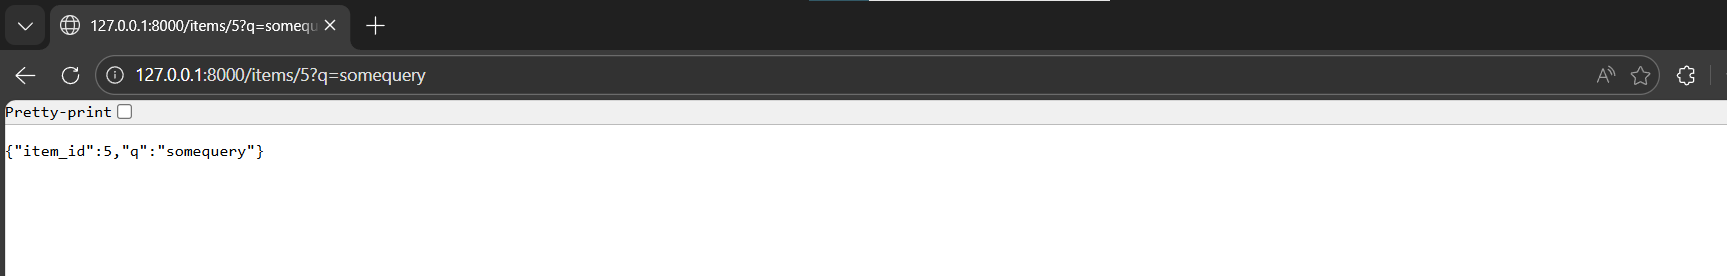 127.0.0.1:8000/items/5?q=somequ
127.0.0.1:8000/items/5?q=somequery
Pretty-print
{"item_id":5,"q":"somequery"}